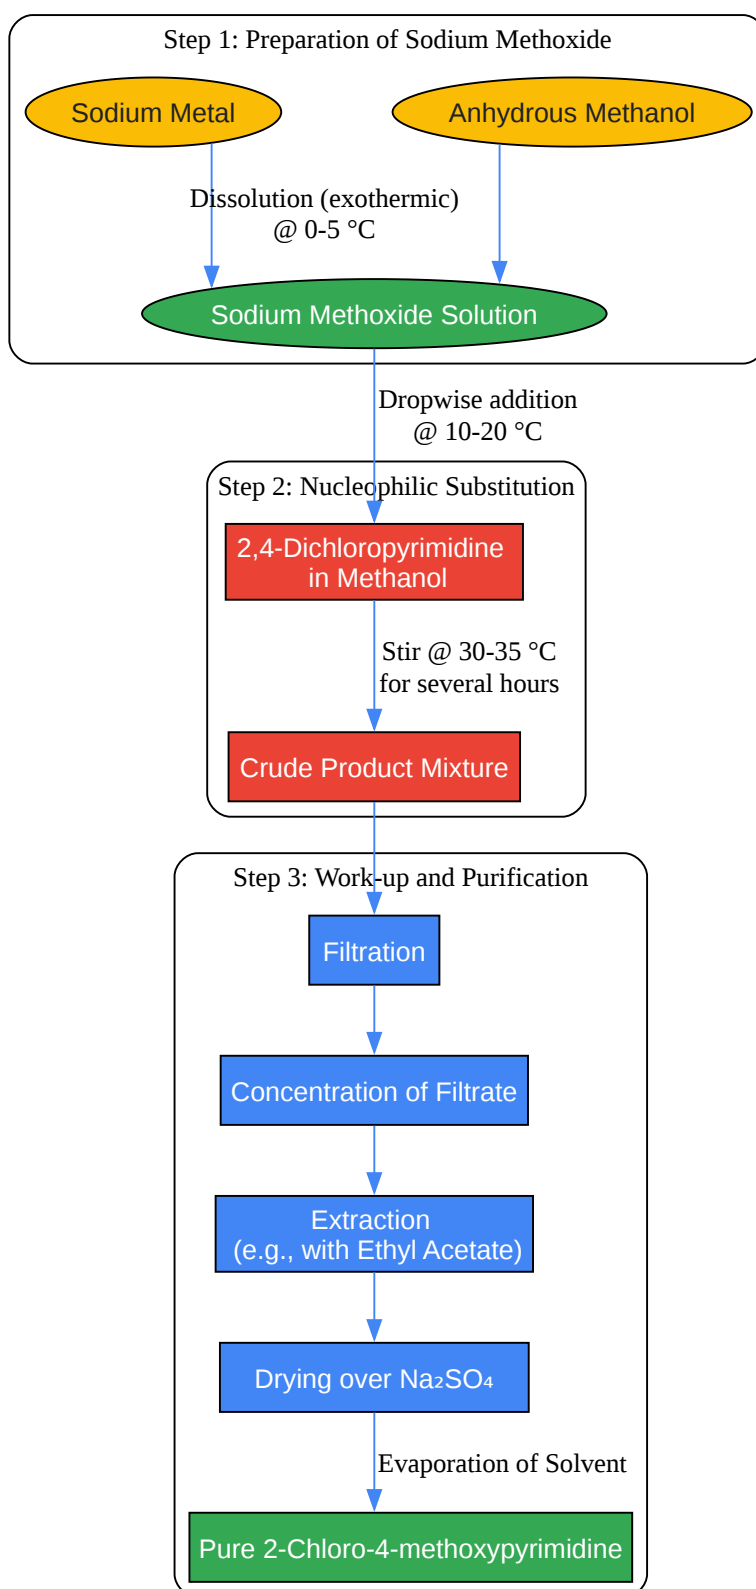 Step 1: Preparation of Sodium Methoxide
Sodium Metal
Anhydrous Methanol
Dissolution (exothermic)
@ 0-5 °C
Sodium Methoxide Solution
Dropwise addition
@ 10-20 °C
Step 2: Nucleophilic Substitution
2,4-Dichloropyrimidine
in Methanol
Stir @ 30-35 °C
for several hours
Crude Product Mixture
Step 3: Work-up and Purification
Filtration
Concentration of Filtrate
Extraction
(e.g., with Ethyl Acetate)
Drying over Na₂SO₄
Evaporation of Solvent
Pure 2-Chloro-4-methoxypyrimidine